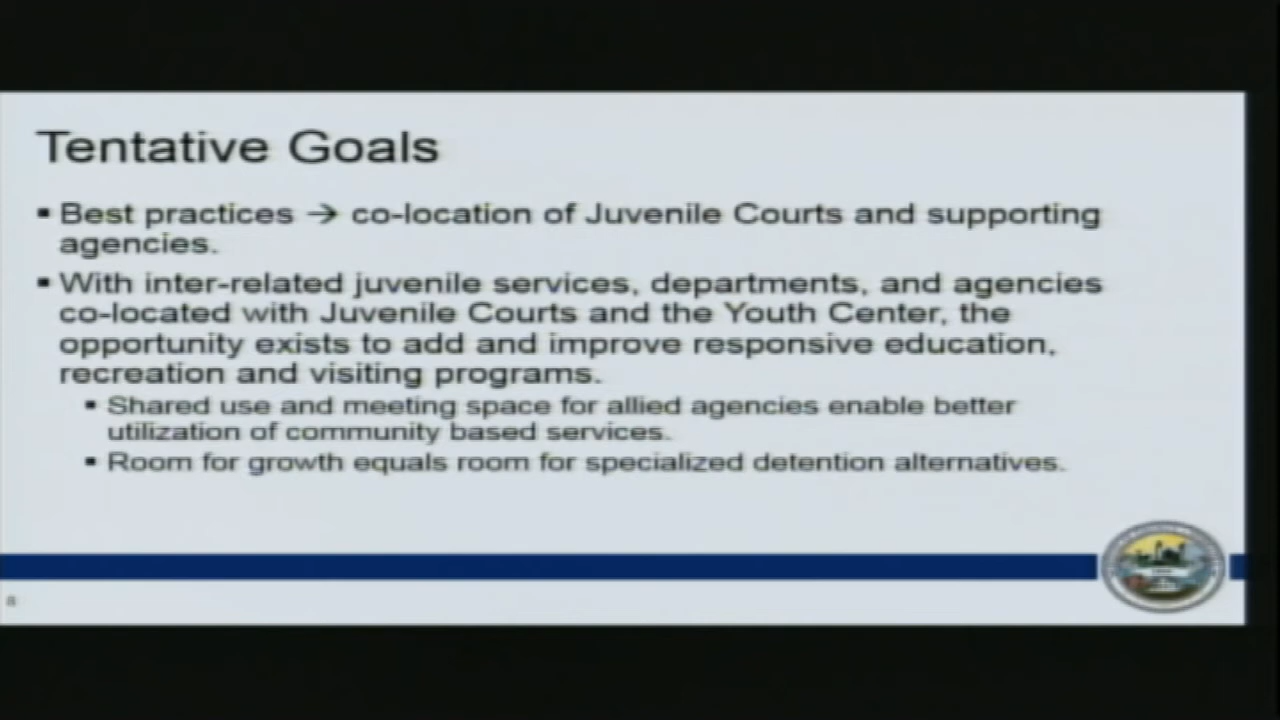 Tentative Goals
▪ Best practices → co-location of Juvenile Courts and supporting
agencies.
▪ With inter-related juvenile services, departments, and agencies
co-located with Juvenile Courts and the Youth Center, the
opportunity exists to add and improve responsive education,
recreation and visiting programs.
▪ Shared use and meeting space for allied agencies enable better
utilization of community based services.
▪ Room for growth equals room for specialized detention alternatives.